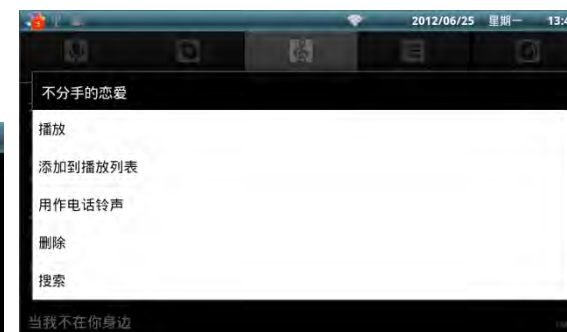 2012/06/25 星期一 13:4
不分手的恋爱
播放
添加到播放列表
用作电话铃声
删除
搜索
当我不在你身边